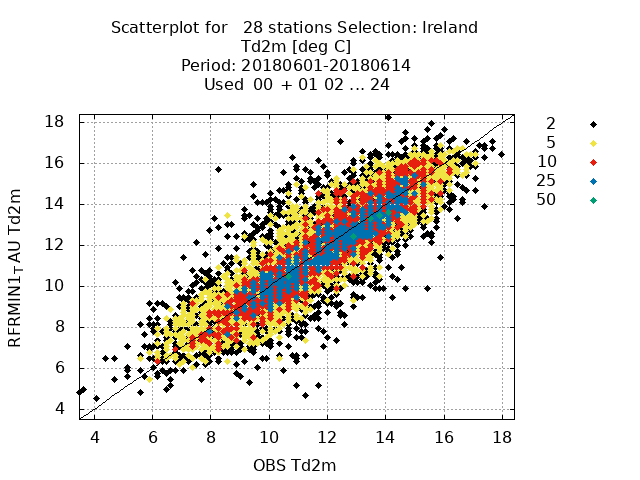 Scatterplot for   28 stations Selection: Ireland
Td2m [deg C]
Period: 20180601-20180614
Used  00 + 01 02 ... 24
18
16
14
12
10
8
6
4
4 6 8 10 12 14 16 18
RFRMIN1_T AU Td2m
OBS Td2m
2
5
10
25
50